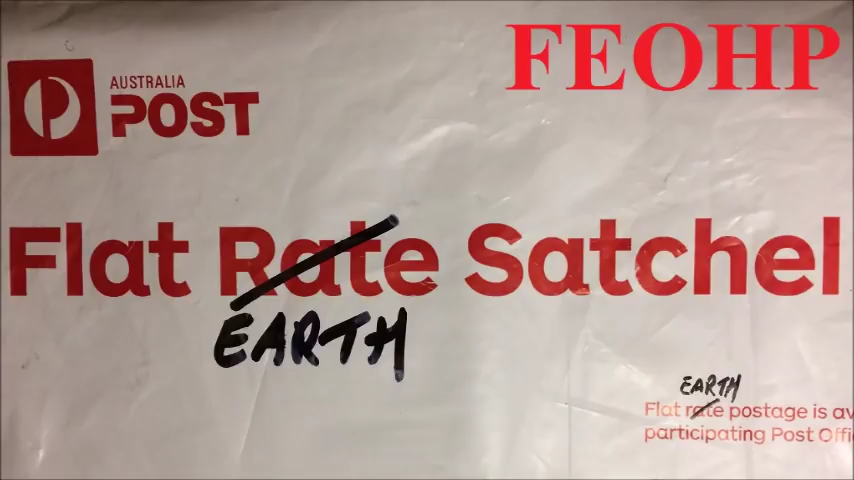 FEOHP
AUSTRALIA
POST
Flat Rate Satchel
EARTH
EARTH
Flat rate postage is av
participating Post Offi